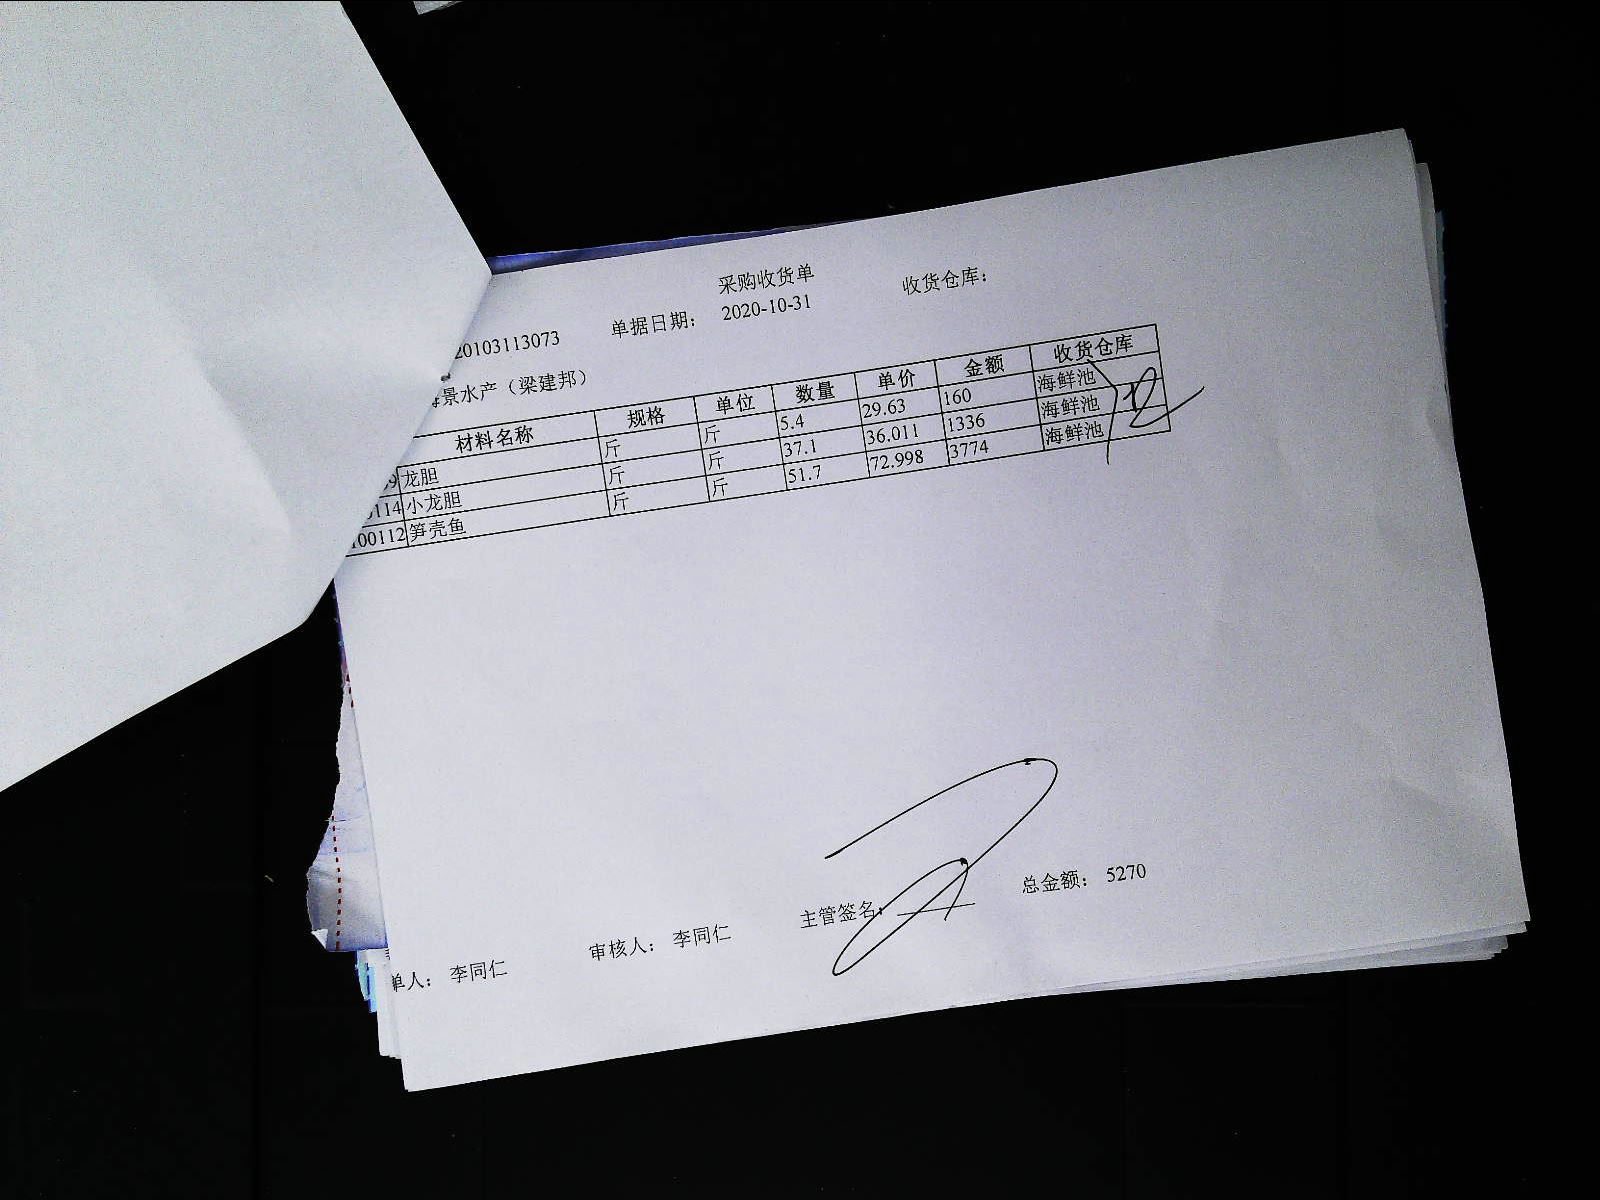 采购收货单
20103113073 单据日期： 2020-10-31 收货仓库：
景水产（梁建邦）
材料名称 规格 单位 数量 单价 金额 收货仓库
9 龙胆 斤 斤 5.4 29.63 160 海鲜池
114 小龙胆 斤 斤 37.1 36.011 1336 海鲜池
100112 笋壳鱼 斤 斤 51.7 72.998 3774 海鲜池
单人： 李同仁 审核人： 李同仁 主管签名： 总金额： 5270